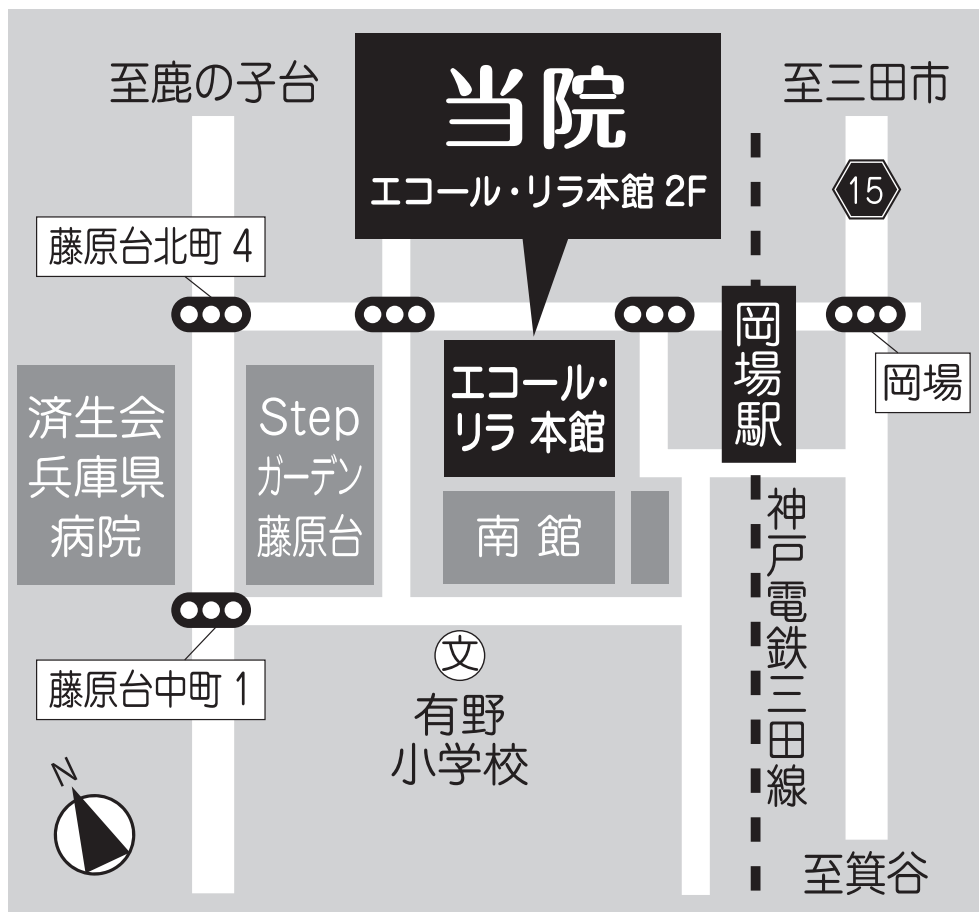 至鹿の子台
当院
エコール・リラ本館 2F
至三田市
15
藤原台北町 4
岡場駅
岡場
済生会
兵庫県
病院
Step
ガーデン
藤原台
エコール・
リラ 本館
南 館
神戸電鉄三田線
藤原台中町 1
文
有野
小学校
N
至箕谷